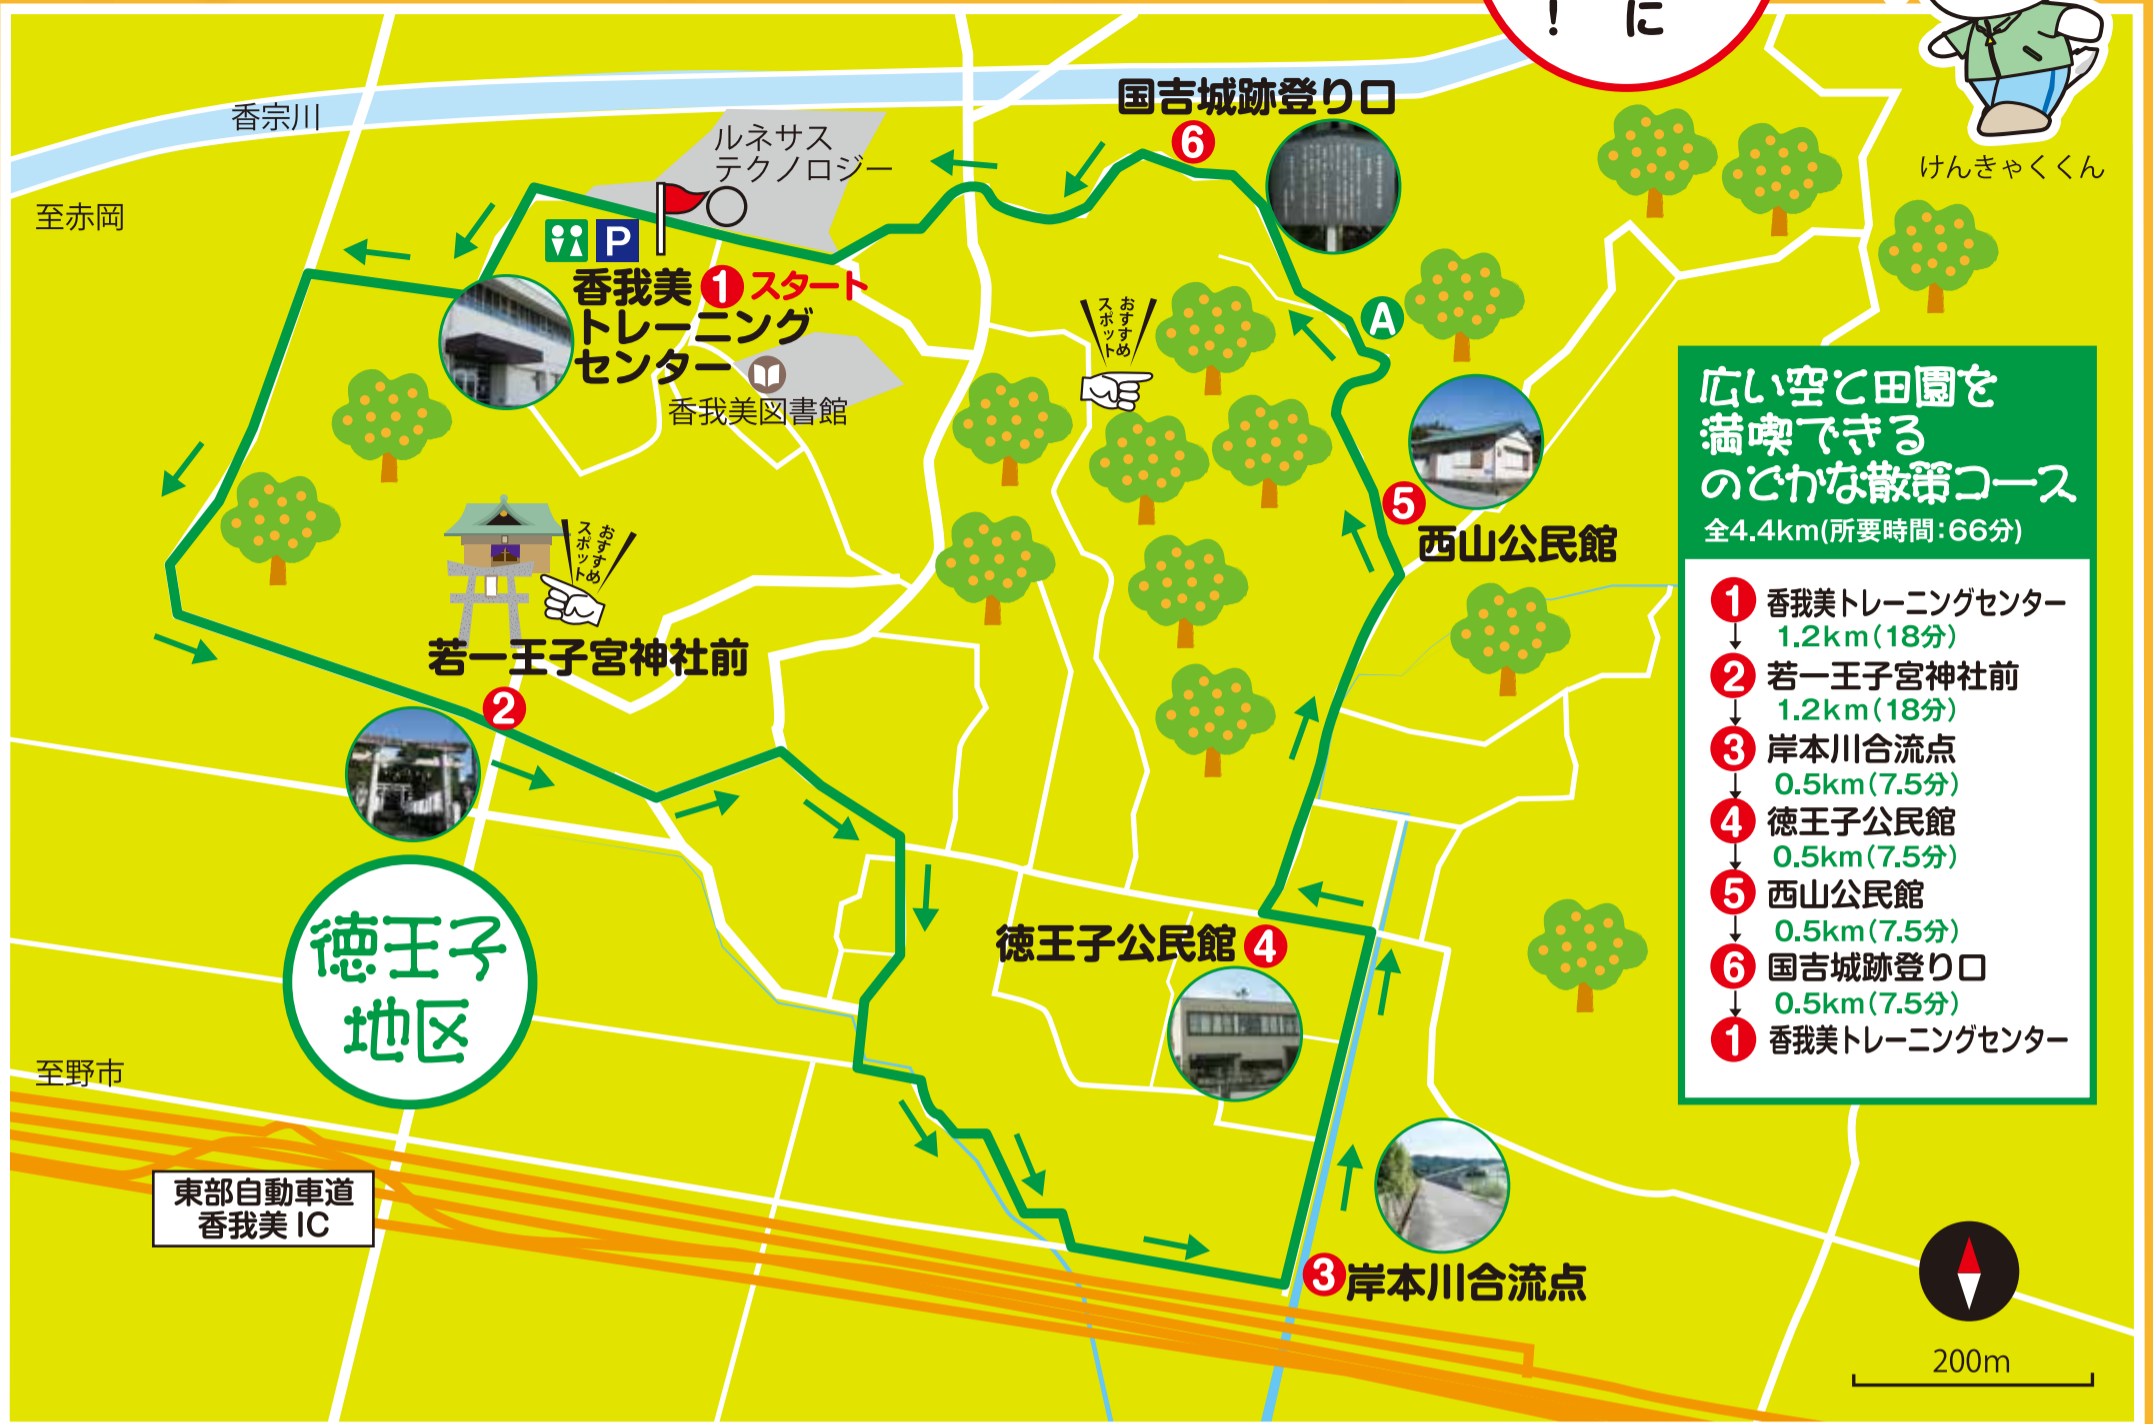 ！　に
けんきゃくくん
香宗川
至赤岡
ルネサス
テクノロジー
国吉城跡登り口
6
P
香我美
トレーニング
センター
1 スタート
香我美図書館
おすすめ
スポット
A
5
西山公民館
おすすめ
スポット
若一王子宮神社前
2
徳王子
地区
徳王子公民館 4
至野市
東部自動車道
香我美 IC
3 岸本川合流点
200m
広い空と田園を
満喫できる
のどかな散策コース
全4.4km(所要時間：66分)
1 香我美トレーニングセンター
1.2km(18分)
2 若一王子宮神社前
1.2km(18分)
3 岸本川合流点
0.5km(7.5分)
4 徳王子公民館
0.5km(7.5分)
5 西山公民館
0.5km(7.5分)
6 国吉城跡登り口
0.5km(7.5分)
1 香我美トレーニングセンター